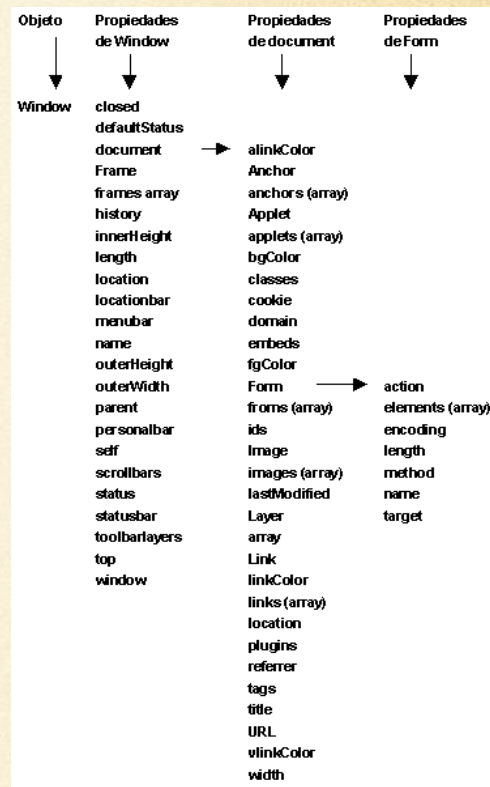 Objeto Propiedades Propiedades Propiedades
de Window de document de Form
Window closed
defaultStatus
document alinkColor
Frame Anchor
frames array anchors (array)
history Applet
innerHeight applets (array)
length bgColor
location classes
locationbar cookie
menubar domain
name embeds
outerHeight fgColor
outerWidth Form action
parent froms (array) elements (array)
personalbar ids encoding
self Image length
scrollbars images (array) method
status lastModified name
statusbar Layer target
toolbarlayers array
top Link
window linkColor
links (array)
location
plugins
referrer
tags
title
URL
vlinkColor
width